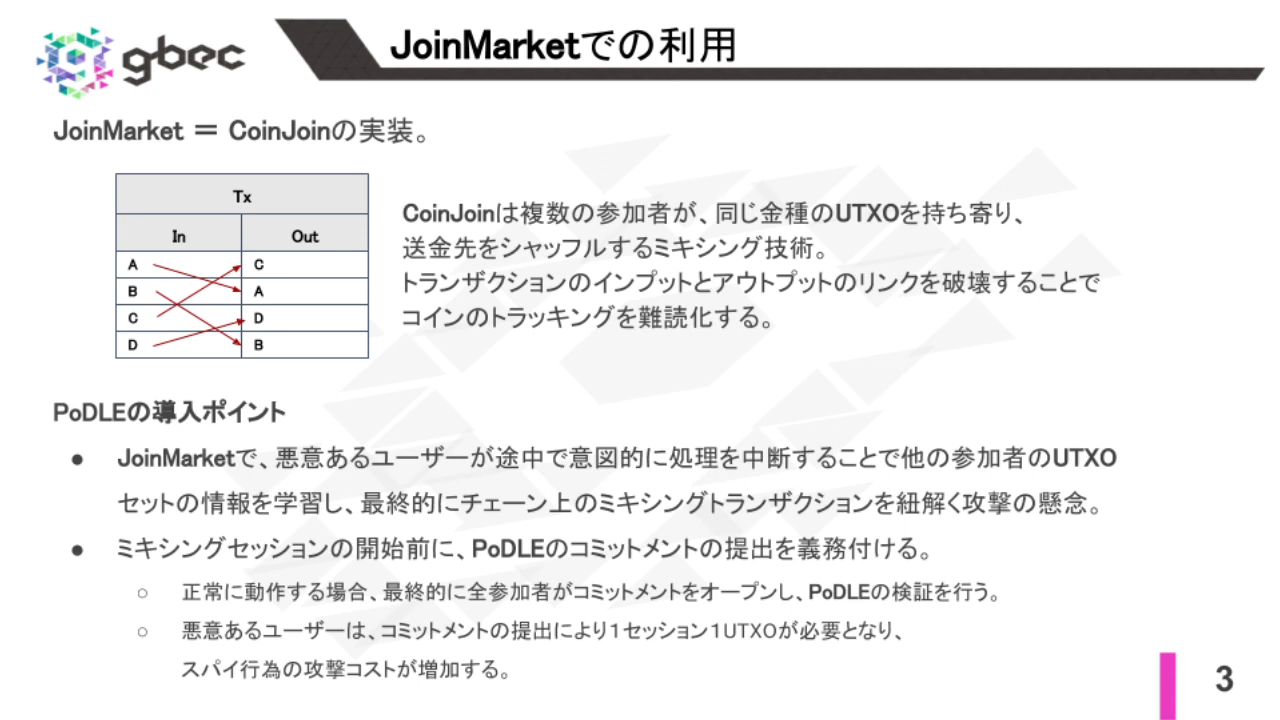 gbec
JoinMarketでの利用
JoinMarket ＝ CoinJoinの実装。
Tx
In Out
A C
B A
C D
D B
CoinJoinは複数の参加者が、同じ金種のUTXOを持ち寄り、
送金先をシャッフルするミキシング技術。
トランザクションのインプットとアウトプットのリンクを破壊することで
コインのトラッキングを難読化する。
PoDLEの導入ポイント
● JoinMarketで、悪意あるユーザーが途中で意図的に処理を中断することで他の参加者のUTXO
セットの情報を学習し、最終的にチェーン上のミキシングトランザクションを紐解く攻撃の懸念。
● ミキシングセッションの開始前に、PoDLEのコミットメントの提出を義務付ける。
○ 正常に動作する場合、最終的に全参加者がコミットメントをオープンし、PoDLEの検証を行う。
○ 悪意あるユーザーは、コミットメントの提出により１セッション１UTXOが必要となり、
スパイ行為の攻撃コストが増加する。
3